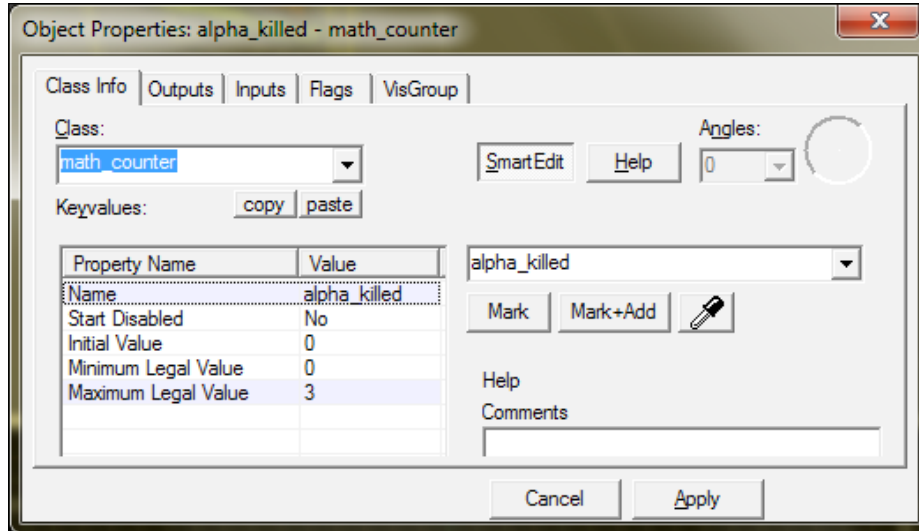 Object Properties: alpha_killed - math_counter
x
Class Info Outputs Inputs Flags VisGroup
Class:
Angles:
math_counter
SmartEdit Help 0
Keyvalues: copy paste
Property Name Value
alpha_killed
Name alpha_killed
Start Disabled No
Mark Mark+Add
Initial Value 0
Minimum Legal Value 0
Maximum Legal Value 3
Help
Comments
Cancel Apply